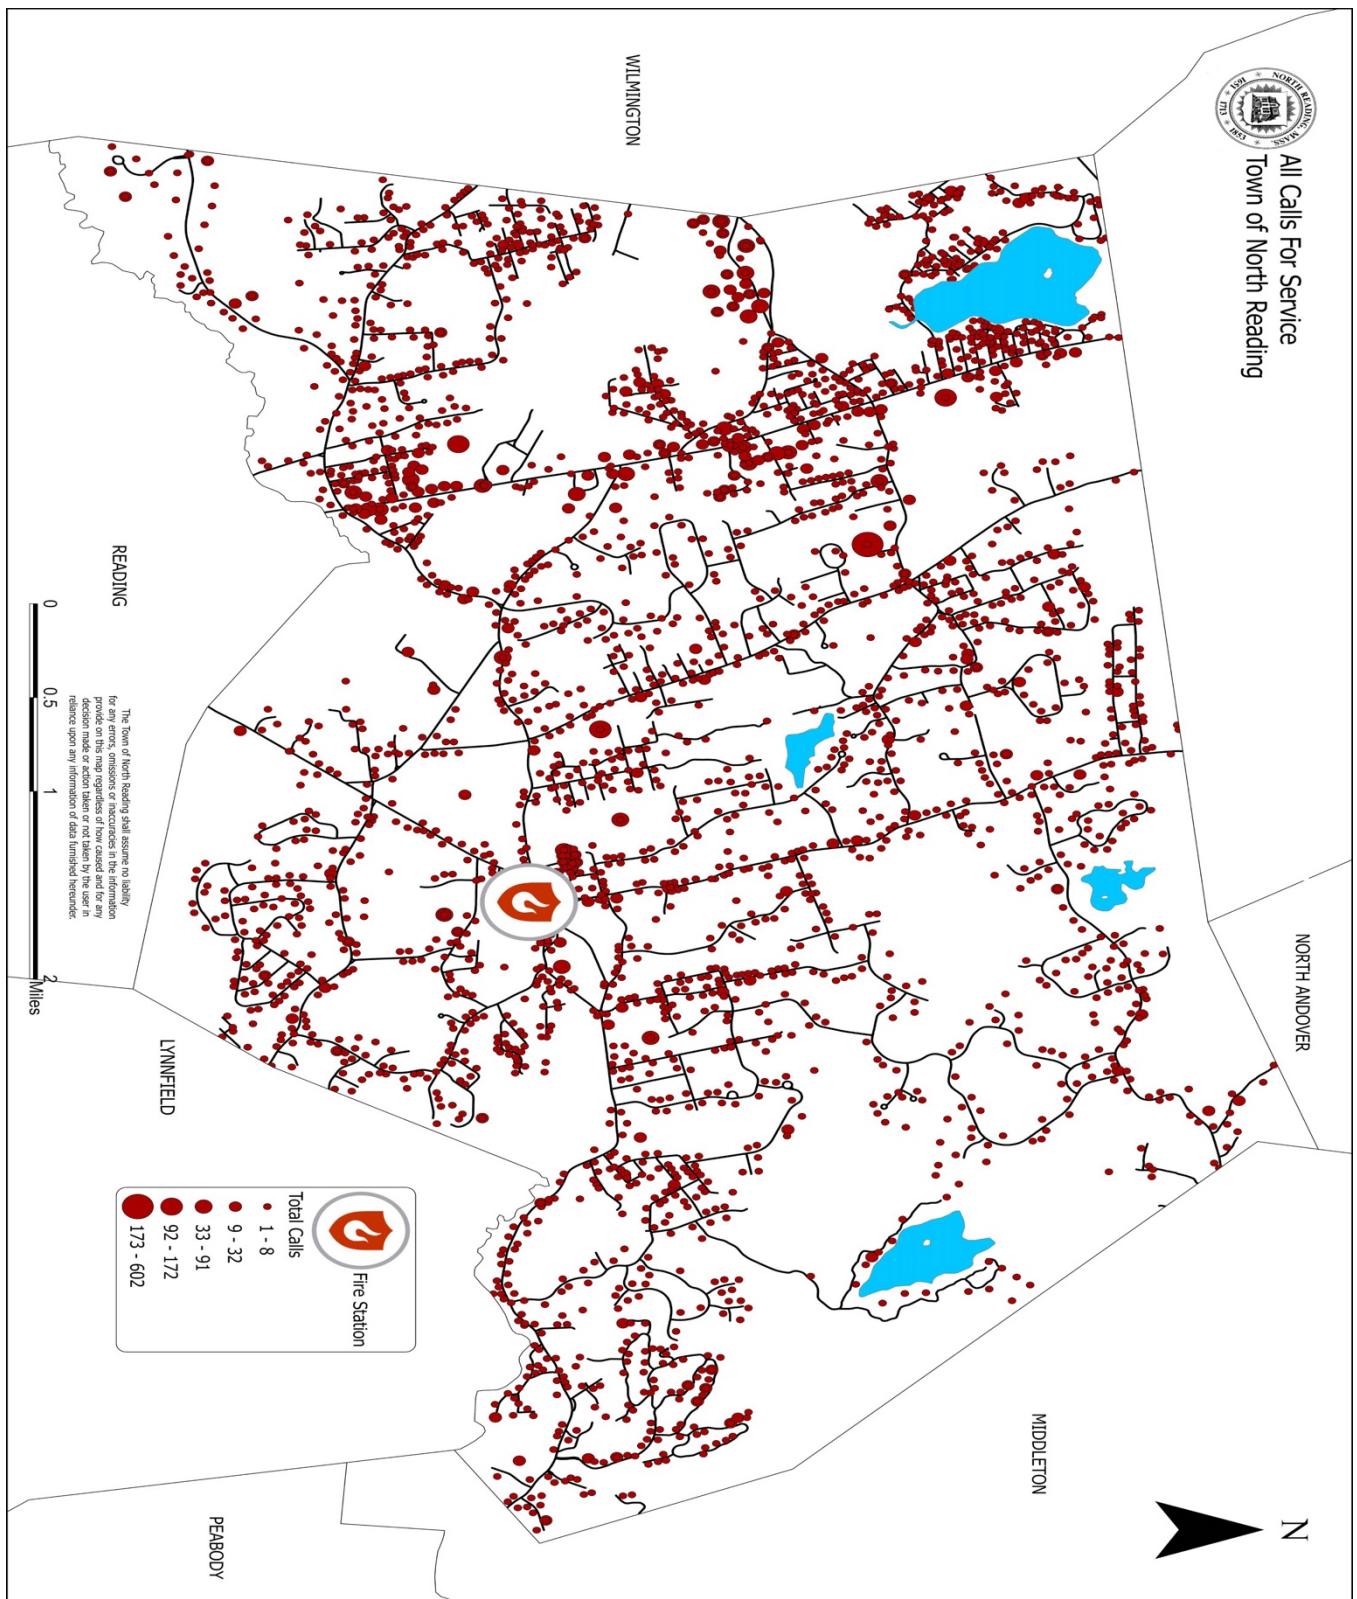 NORTH READING, MASS.
1651 * 1713 * 1853
All Calls For Service
Town of North Reading
WILMINGTON
NORTH ANDOVER
MIDDLETON
READING
LYNNFIELD
PEABODY
N
Fire Station
Total Calls
1 - 8
9 - 32
33 - 91
92 - 172
173 - 602
0 0.5 1 2
Miles
The Town of North Reading shall assume no liability
for any errors, omissions or inaccuracies in the information
provide on this map regardless of how caused and for any
decision made or action taken or not taken by the user in
reliance upon any information of data furnished hereunder.